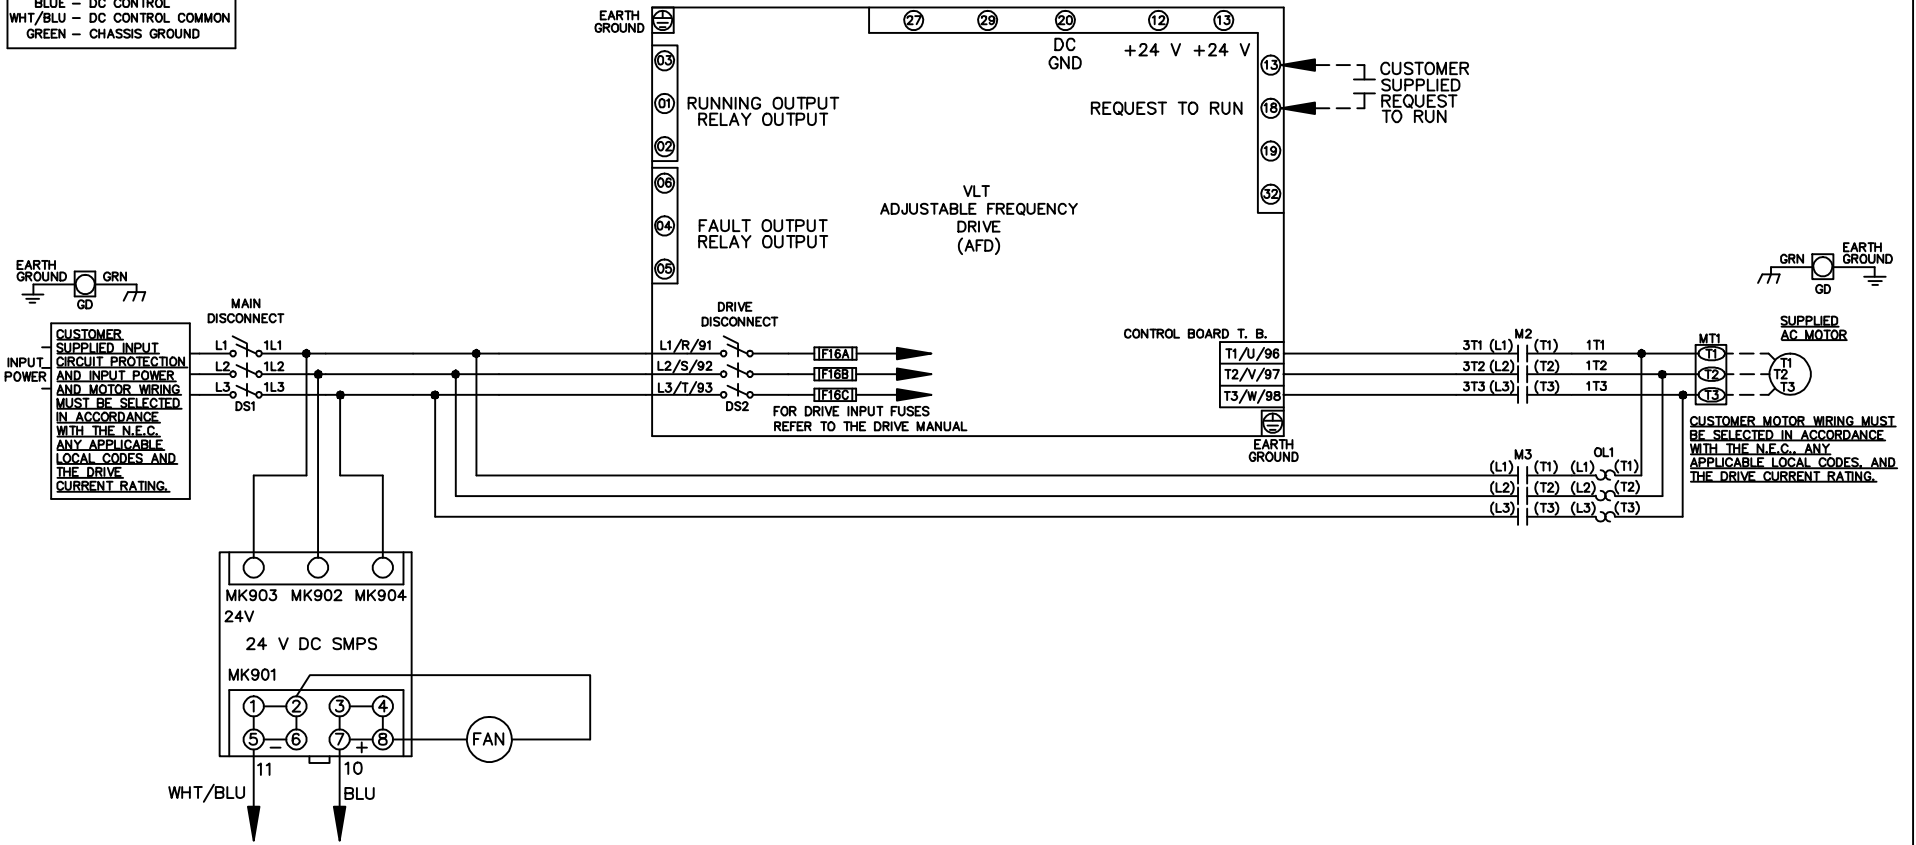 BLUE – DC CONTROL
WHT/BLU – DC CONTROL COMMON
GREEN – CHASSIS GROUND
EARTH
GROUND
27 29 20 12 13
DC
GND
+24 V +24 V
03
01
02
RUNNING OUTPUT
RELAY OUTPUT
06
04
05
FAULT OUTPUT
RELAY OUTPUT
13
REQUEST TO RUN 18
19
32
CUSTOMER
SUPPLIED
REQUEST
TO RUN
VLT
ADJUSTABLE FREQUENCY
DRIVE
(AFD)
EARTH
GROUND
GRN
GD
MAIN
DISCONNECT
DRIVE
DISCONNECT
INPUT
POWER
CUSTOMER
SUPPLIED INPUT
CIRCUIT PROTECTION
AND INPUT POWER
AND MOTOR WIRING
MUST BE SELECTED
IN ACCORDANCE
WITH THE N.E.C.
ANY APPLICABLE
LOCAL CODES AND
THE DRIVE
CURRENT RATING.
L1 1L1
L2 1L2
L3 1L3
DS1
L1/R/91
L2/S/92
L3/T/93
DS2
F16A
F16B
F16C
FOR DRIVE INPUT FUSES
REFER TO THE DRIVE MANUAL
CONTROL BOARD T. B.
T1/U/96
T2/V/97
T3/W/98
EARTH
GROUND
M2
3T1 (L1) (T1) 1T1
3T2 (L2) (T2) 1T2
3T3 (L3) (T3) 1T3
MT1
T1
T2
T3
GRN
GD
EARTH
GROUND
SUPPLIED
AC MOTOR
T1
T2
T3
CUSTOMER MOTOR WIRING MUST
BE SELECTED IN ACCORDANCE
WITH THE N.E.C., ANY
APPLICABLE LOCAL CODES, AND
THE DRIVE CURRENT RATING.
M3 OL1
(L1) (T1) (L1) (T1)
(L2) (T2) (L2) (T2)
(L3) (T3) (L3) (T3)
MK903 MK902 MK904
24V
24 V DC SMPS
MK901
1 2 3 4
5 – 6 7 + 8
FAN
11 10
WHT/BLU BLU